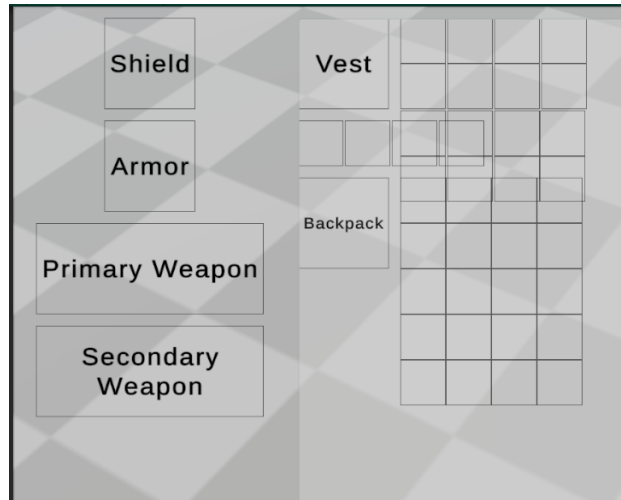 Shield
Armor
Primary Weapon
Secondary
Weapon
Vest
Backpack